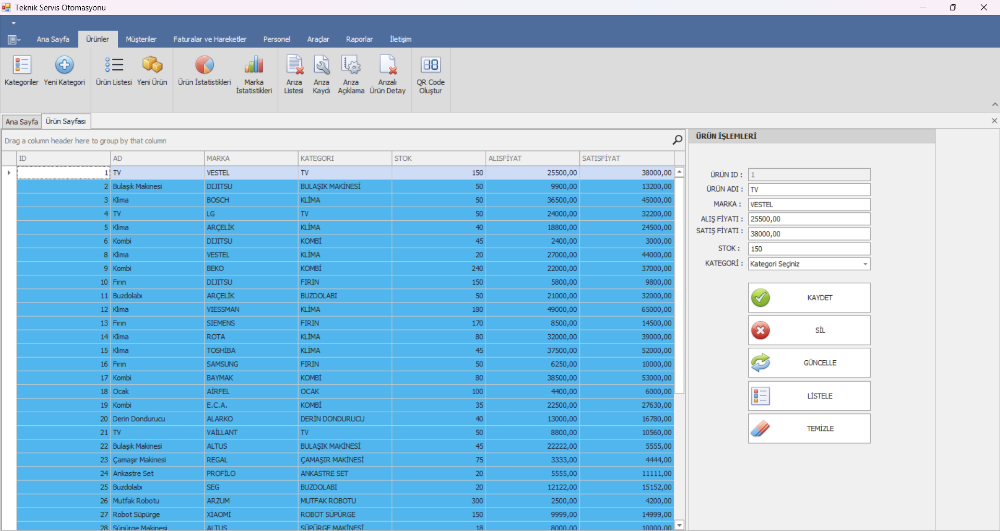 Teknik Servis Otomasyonu
Ana Sayfa Ürünler Müşteriler Faturalar ve Hareketler Personel Araçlar Raporlar İletişim
Kategoriler Yeni Kategori Ürün Listesi Yeni Ürün Ürün İstatistikleri Marka İstatistikleri Arıza Listesi Arıza Kaydı Arıza Açıklama Arızalı Ürün Detay QR Code Oluştur
Ana Sayfa Ürün Sayfası
Drag a column header here to group by that column
ID AD MARKA KATEGORI STOK ALISFİYAT SATISFİYAT
1 TV VESTEL TV 150 25500,00 38000,00
2 Bulaşık Makinesi DIJITSU BULAŞIK MAKİNESİ 50 9900,00 13200,00
3 Klima BOSCH KLİMA 50 36500,00 45000,00
4 TV LG TV 50 24000,00 32200,00
5 Klima ARÇELİK KLİMA 40 18800,00 24500,00
6 Kombi DIJITSU KOMBİ 45 2400,00 3000,00
8 Klima VESTEL KLİMA 20 27000,00 44000,00
9 Kombi BEKO KOMBİ 240 22000,00 37000,00
10 Fırın DIJITSU FIRIN 150 5800,00 9800,00
11 Buzdolabı ARÇELİK BUZDOLABI 50 21000,00 32000,00
12 Klima VIESSMAN KLİMA 180 49000,00 65000,00
13 Fırın SIEMENS FIRIN 170 8500,00 14500,00
14 Klima ROTA KLİMA 80 32000,00 39000,00
15 Klima TOSHİBA KLİMA 45 37500,00 52000,00
16 Fırın SAMSUNG FIRIN 50 6250,00 10000,00
17 Kombi BAYMAK KOMBİ 80 38500,00 53000,00
18 Ocak AİRFEL OCAK 100 4400,00 6000,00
19 Kombi E.C.A. KOMBİ 35 22500,00 27630,00
20 Derin Dondurucu ALARKO DERİN DONDURUCU 40 13000,00 16780,00
21 TV VAİLLANT TV 50 8800,00 10560,00
22 Bulaşık Makinesi ALTUS BULAŞIK MAKİNESİ 45 22222,00 5555,00
23 Çamaşır Makinesi REGAL ÇAMAŞIR MAKİNESİ 75 3333,00 4444,00
24 Ankastre Set PROFİLO ANKASTRE SET 20 5555,00 11111,00
25 Buzdolabı SEG BUZDOLABI 20 12122,00 15152,00
26 Mutfak Robotu ARZUM MUTFAK ROBOTU 300 2500,00 4200,00
27 Robot Süpürge XİAOMİ ROBOT SÜPÜRGE 150 9999,00 14999,00
28 Süpürge Makinesi ALTUS SÜPÜRGE MAKİNESİ 18 8000,00 10000,00
ÜRÜN İŞLEMLERİ
ÜRÜN ID : 1
ÜRÜN ADI : TV
MARKA : VESTEL
ALIŞ FİYATI : 25500,00
SATIŞ FİYATI : 38000,00
STOK : 150
KATEGORİ : Kategori Seçiniz
KAYDET
SİL
GÜNCELLE
LİSTELE
TEMİZLE